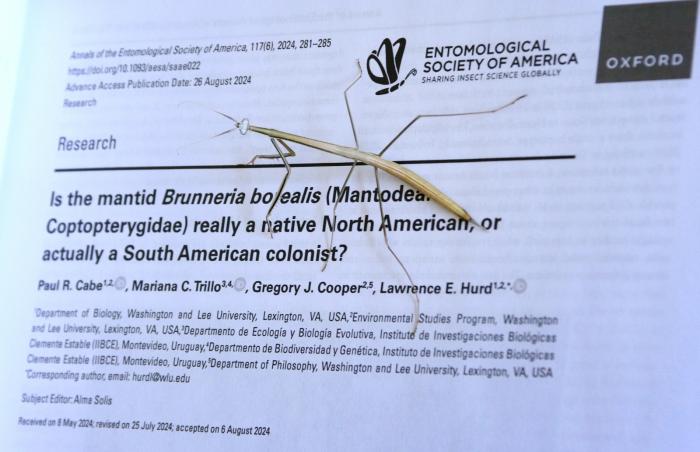 Annals of the Entomological Society of America, 117(6), 2024, 281–285
https://doi.org/10.1093/aesa/saae022
Advance Access Publication Date: 26 August 2024
Research
ENTOMOLOGICAL
SOCIETY OF AMERICA
SHARING INSECT SCIENCE GLOBALLY
OXFORD
Research
Is the mantid Brunneria borealis (Mantodea:
Coptopterygidae) really a native North American, or
actually a South American colonist?
Paul R. Cabe1,2, Mariana C. Trillo3,4, Gregory J. Cooper2,5, Lawrence E. Hurd1,2,*
1Department of Biology, Washington and Lee University, Lexington, VA, USA,2Environmental Studies Program, Washington
and Lee University, Lexington, VA, USA,3Departamento de Ecología y Biología Evolutiva, Instituto de Investigaciones Biológicas
Clemente Estable (IIBCE), Montevideo, Uruguay,4Departamento de Biodiversidad y Genética, Instituto de Investigaciones Biológicas
Clemente Estable (IIBCE), Montevideo, Uruguay,5Department of Philosophy, Washington and Lee University, Lexington, VA, USA
*Corresponding author, email: hurdl@wlu.edu
Subject Editor: Alma Solis
Received on 8 May 2024; revised on 25 July 2024; accepted on 6 August 2024